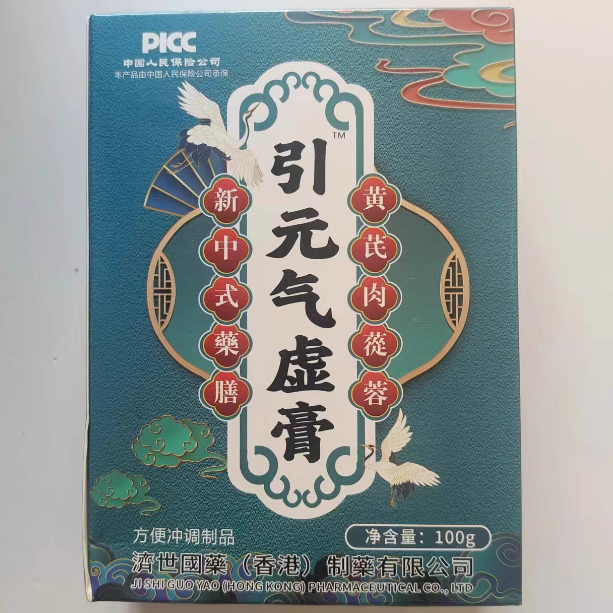 PICC
中国人民保险公司
本产品由中国人民保险公司承保
引元气虚膏
TM
新中式藥膳
黄芪肉蓯蓉
方便冲调制品
净含量：100g
濟世國藥（香港）制藥有限公司
JI SHI GUO YAO (HONG KONG) PHARMACEUTICAL CO., LTD